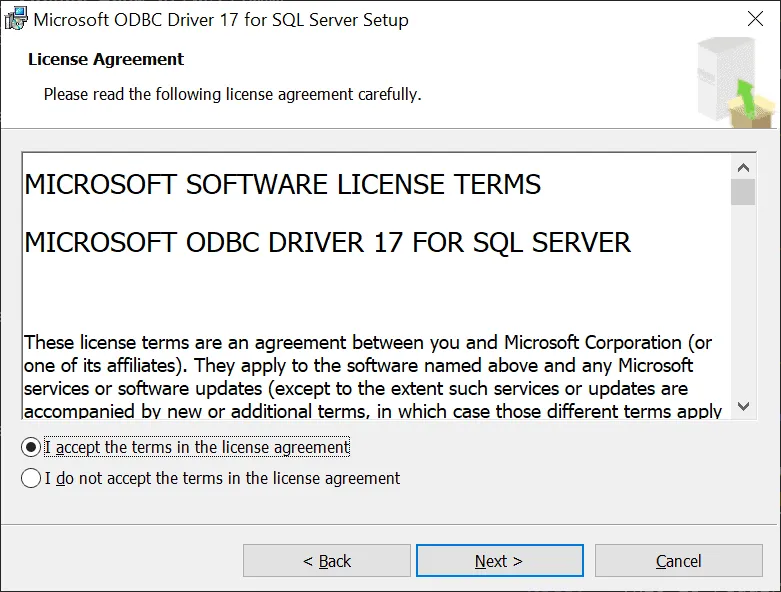 Microsoft ODBC Driver 17 for SQL Server Setup
License Agreement
Please read the following license agreement carefully.
MICROSOFT SOFTWARE LICENSE TERMS
MICROSOFT ODBC DRIVER 17 FOR SQL SERVER
These license terms are an agreement between you and Microsoft Corporation (or
one of its affiliates). They apply to the software named above and any Microsoft
services or software updates (except to the extent such services or updates are
accompanied by new or additional terms, in which case those different terms apply
I accept the terms in the license agreement
I do not accept the terms in the license agreement
< Back
Next >
Cancel